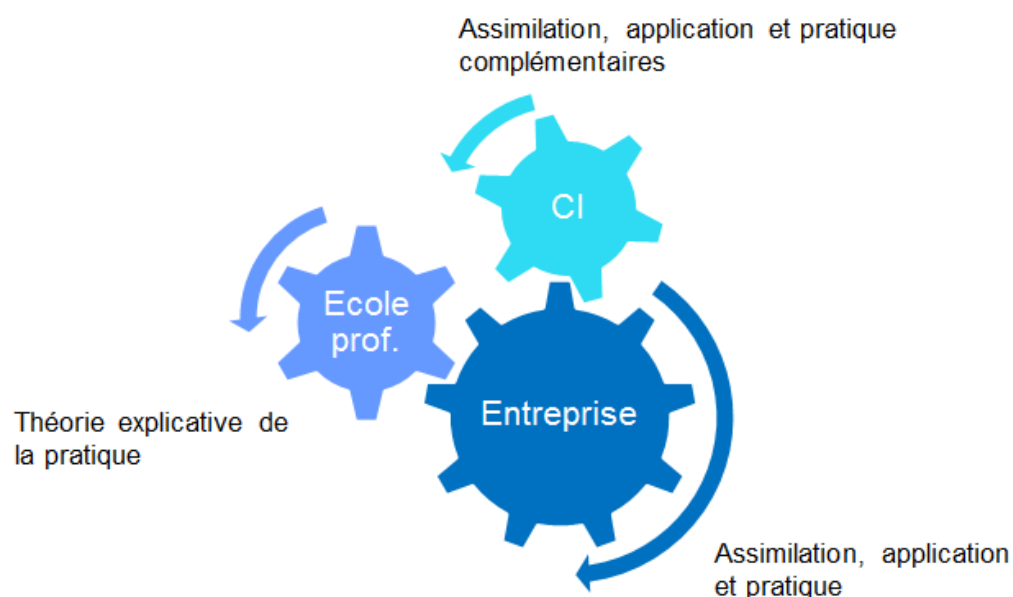 Assimilation, application et pratique
complémentaires
CI
Ecole
prof.
Entreprise
Théorie explicative de
la pratique
Assimilation, application
et pratique